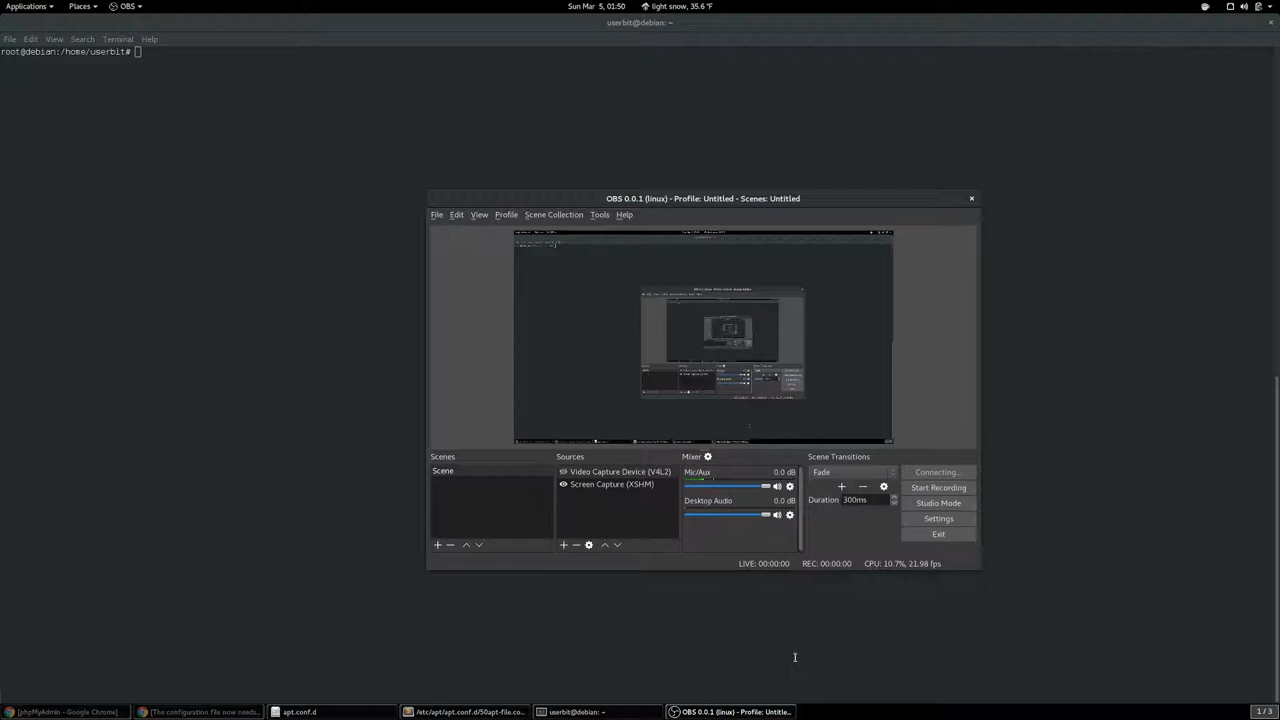 Applications Places OBS Sun Mar 5, 01:50 light snow, 35.6 °F
userbit@debian: ~
File Edit View Search Terminal Help
root@debian:/home/userbit#
OBS 0.0.1 (linux) - Profile: Untitled - Scenes: Untitled
File Edit View Profile Scene Collection Tools Help
Scenes Sources Mixer Scene Transitions
Scene Video Capture Device (V4L2) Mic/Aux 0.0 dB Fade Connecting...
Screen Capture (XSHM) Start Recording
Desktop Audio 0.0 dB Duration 300ms Studio Mode
Settings
Exit
LIVE: 00:00:00 REC: 00:00:00 CPU: 10.7%, 21.98 fps
[phpMyAdmin - Google Chrome] [The configuration file now needs... apt.conf.d /etc/apt/apt.conf.d/50apt-file.co... userbit@debian: ~ OBS 0.0.1 (linux) - Profile: Untitle... 1 / 3